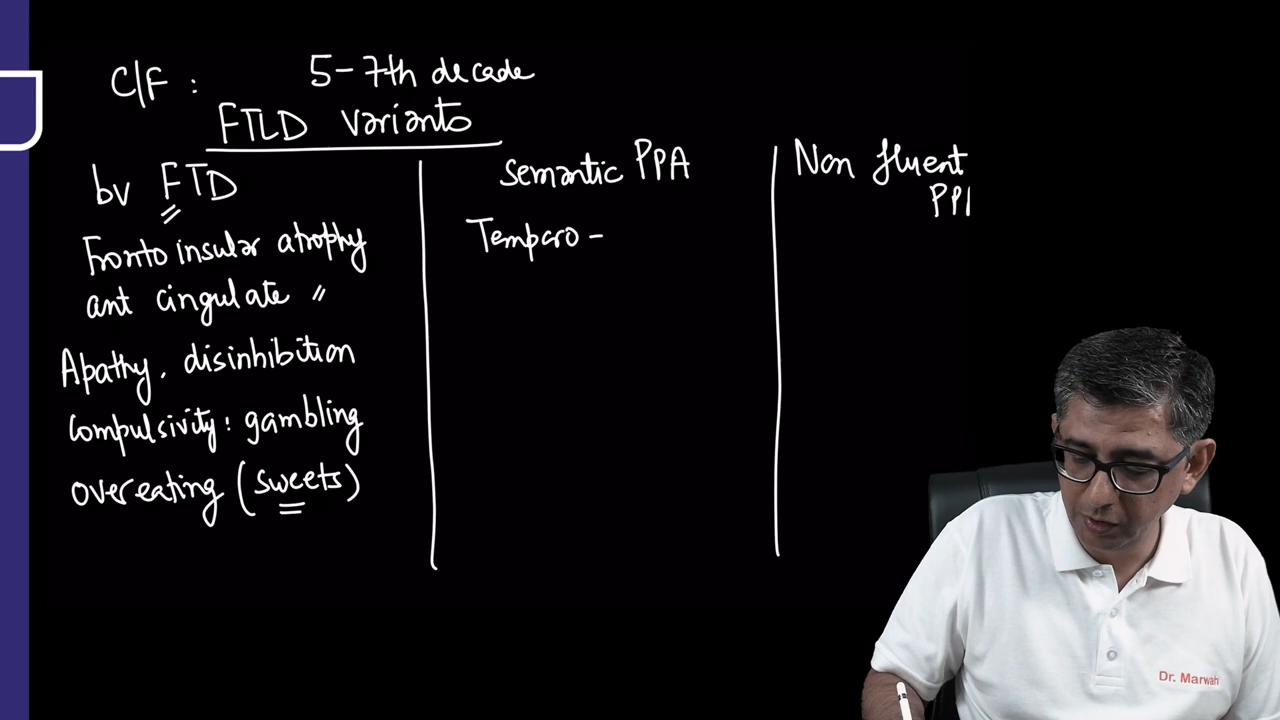 C/F : 5-7th decade
FTLD variants
bv FTD
Fronto insular atrophy
ant cingulate "
Apathy, disinhibition
Compulsivity: gambling
overeating (sweets)
Semantic PPA
Temporo -
Non fluent
PPA
Dr. Marwah